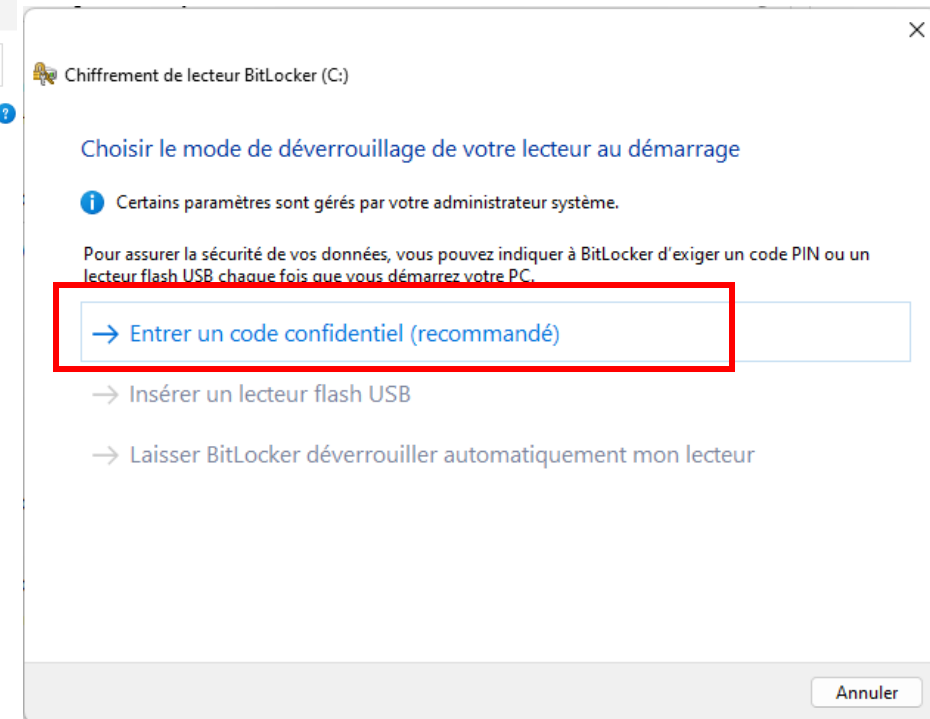 Chiffrement de lecteur BitLocker (C:)
Choisir le mode de déverrouillage de votre lecteur au démarrage
Certains paramètres sont gérés par votre administrateur système.
Pour assurer la sécurité de vos données, vous pouvez indiquer à BitLocker d'exiger un code PIN ou un
lecteur flash USB chaque fois que vous démarrez votre PC.
Entrer un code confidentiel (recommandé)
Insérer un lecteur flash USB
Laisser BitLocker déverrouiller automatiquement mon lecteur
Annuler